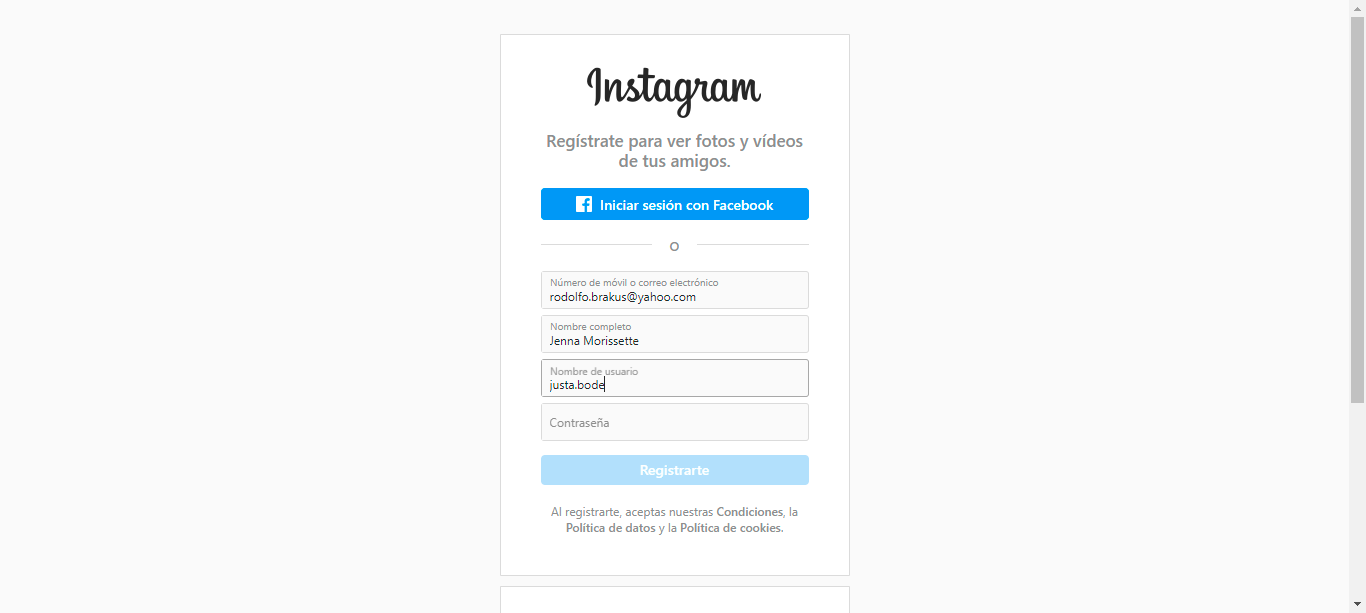 Instagram
Regístrate para ver fotos y vídeos
de tus amigos.
Iniciar sesión con Facebook
O
Número de móvil o correo electrónico
rodolfo.brakus@yahoo.com
Nombre completo
Jenna Morissette
Nombre de usuario
justa.bode
Contraseña
Registrarte
Al registrarte, aceptas nuestras Condiciones, la
Política de datos y la Política de cookies.